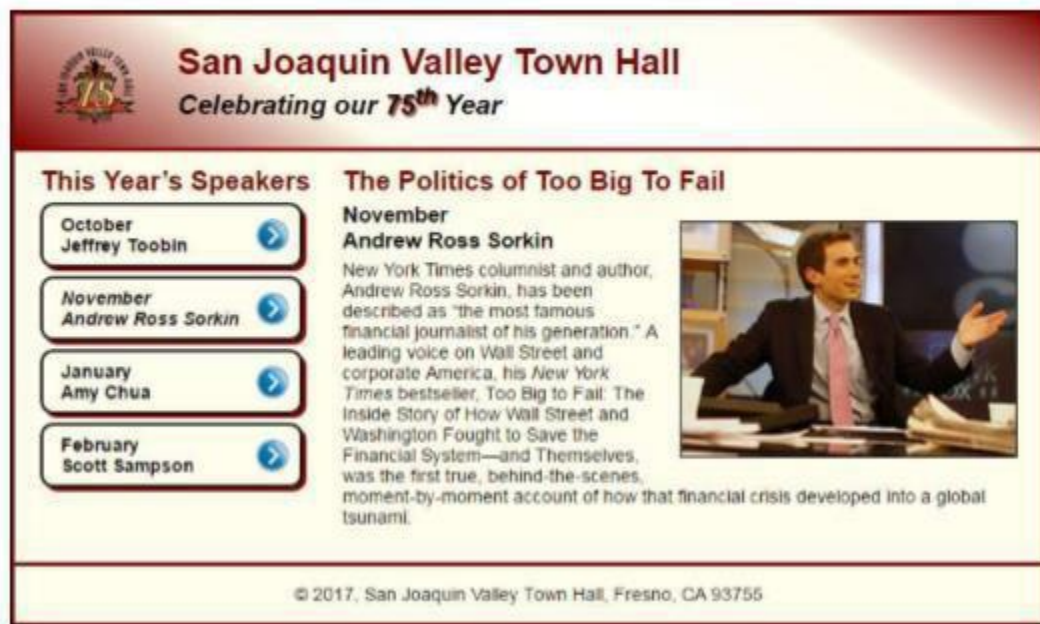 SAN JOAQUIN VALLEY TOWN HALL
75
San Joaquin Valley Town Hall
Celebrating our 75th Year
This Year's Speakers
October
Jeffrey Toobin
November
Andrew Ross Sorkin
January
Amy Chua
February
Scott Sampson
The Politics of Too Big To Fail
November
Andrew Ross Sorkin
New York Times columnist and author,
Andrew Ross Sorkin, has been
described as "the most famous
financial journalist of his generation." A
leading voice on Wall Street and
corporate America, his New York
Times bestseller, Too Big to Fail: The
Inside Story of How Wall Street and
Washington Fought to Save the
Financial System—and Themselves,
was the first true, behind-the-scenes,
moment-by-moment account of how that financial crisis developed into a global
tsunami.
© 2017, San Joaquin Valley Town Hall, Fresno, CA 93755